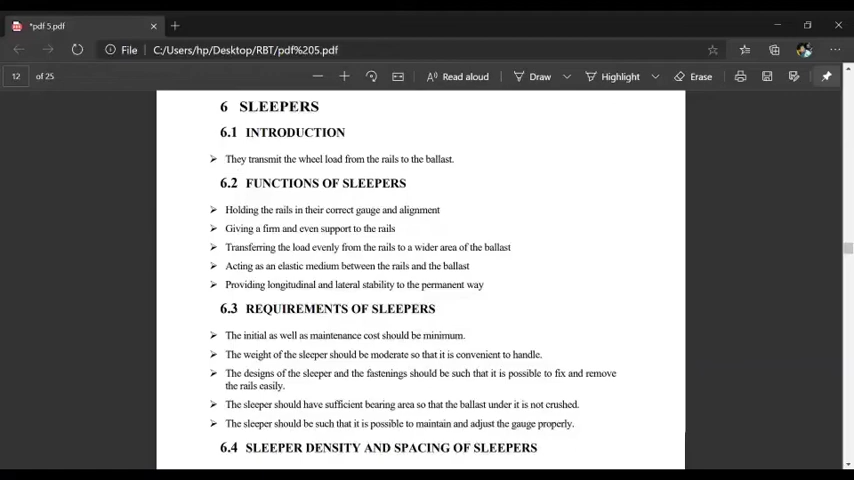 *pdf 5.pdf
File C:/Users/hp/Desktop/RBT/pdf%205.pdf
12 of 25 Read aloud Draw Highlight Erase
6 SLEEPERS
6.1 INTRODUCTION
➢ They transmit the wheel load from the rails to the ballast.
6.2 FUNCTIONS OF SLEEPERS
➢ Holding the rails in their correct gauge and alignment
➢ Giving a firm and even support to the rails
➢ Transferring the load evenly from the rails to a wider area of the ballast
➢ Acting as an elastic medium between the rails and the ballast
➢ Providing longitudinal and lateral stability to the permanent way
6.3 REQUIREMENTS OF SLEEPERS
➢ The initial as well as maintenance cost should be minimum.
➢ The weight of the sleeper should be moderate so that it is convenient to handle.
➢ The designs of the sleeper and the fastenings should be such that it is possible to fix and remove
the rails easily.
➢ The sleeper should have sufficient bearing area so that the ballast under it is not crushed.
➢ The sleeper should be such that it is possible to maintain and adjust the gauge properly.
6.4 SLEEPER DENSITY AND SPACING OF SLEEPERS